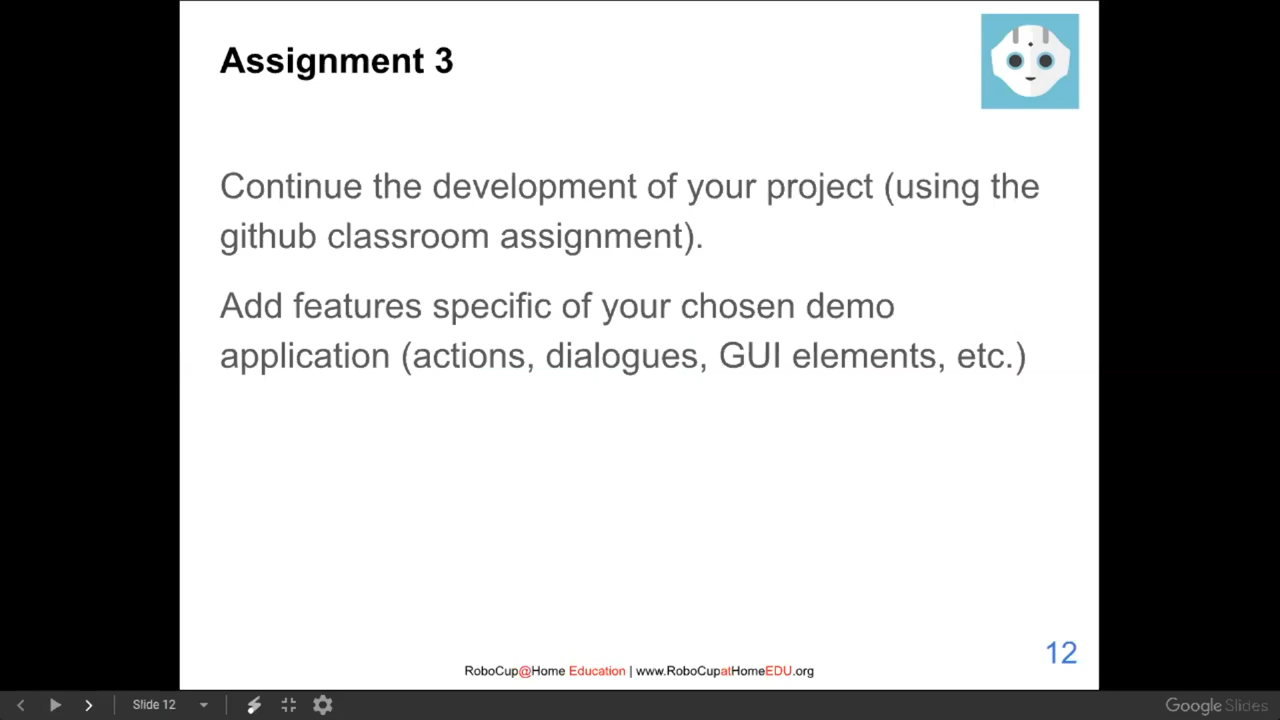 Assignment 3
Continue the development of your project (using the
github classroom assignment).
Add features specific of your chosen demo
application (actions, dialogues, GUI elements, etc.)
12
RoboCup@Home Education | www.RoboCupatHomeEDU.org
Slide 12
Google Slides